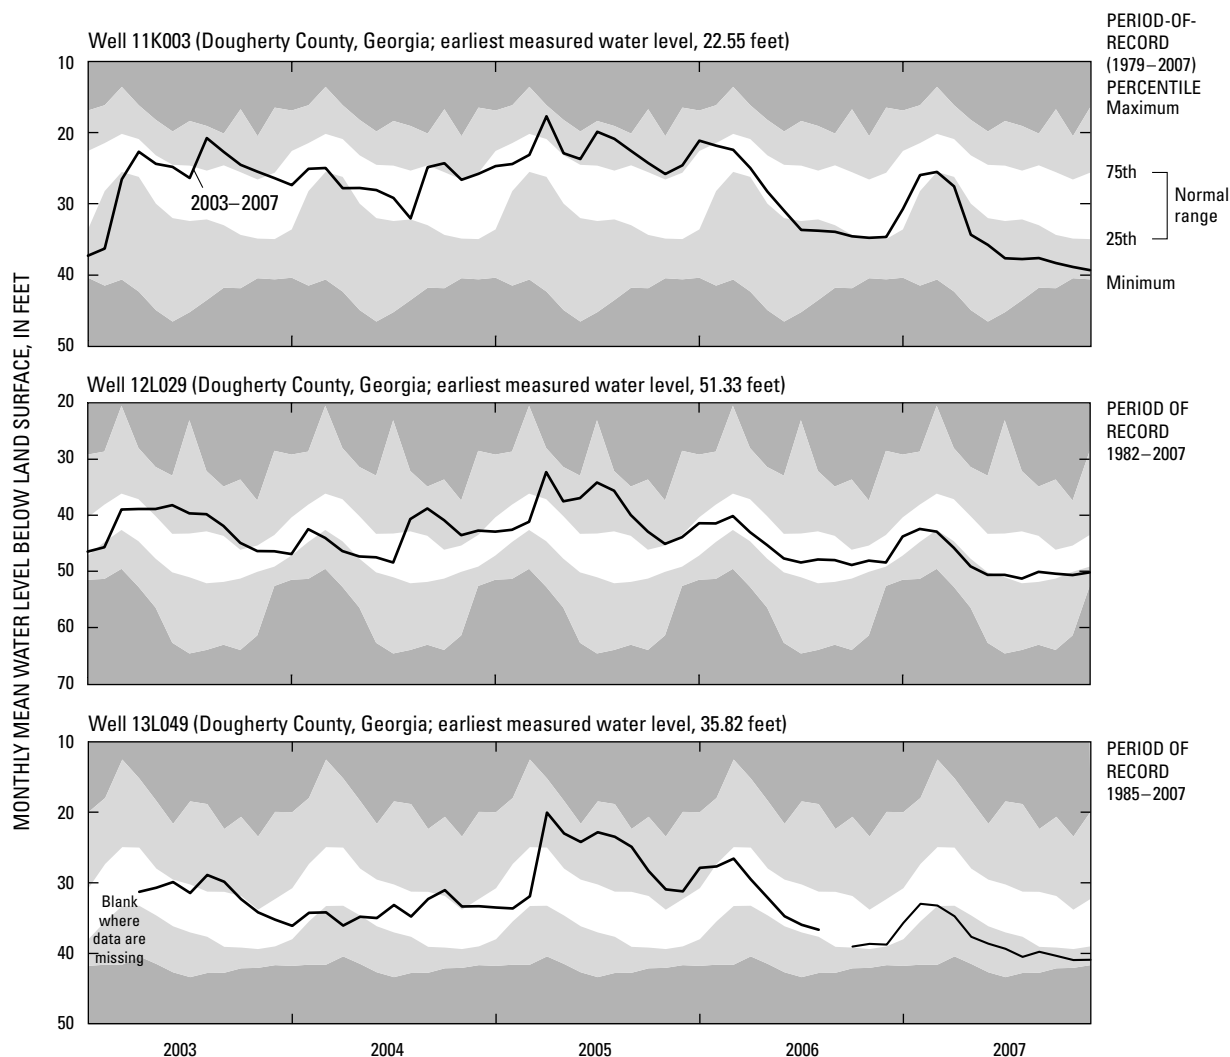 MONTHLY MEAN WATER LEVEL BELOW LAND SURFACE, IN FEET
Well 11K003 (Dougherty County, Georgia; earliest measured water level, 22.55 feet)
10
20
30
40
50
2003–2007
PERIOD-OF-
RECORD
(1979–2007)
PERCENTILE
Maximum
75th
Normal
range
25th
Minimum
Well 12L029 (Dougherty County, Georgia; earliest measured water level, 51.33 feet)
20
30
40
50
60
70
PERIOD OF
RECORD
1982–2007
Well 13L049 (Dougherty County, Georgia; earliest measured water level, 35.82 feet)
10
20
30
40
50
Blank
where
data are
missing
PERIOD OF
RECORD
1985–2007
2003 2004 2005 2006 2007